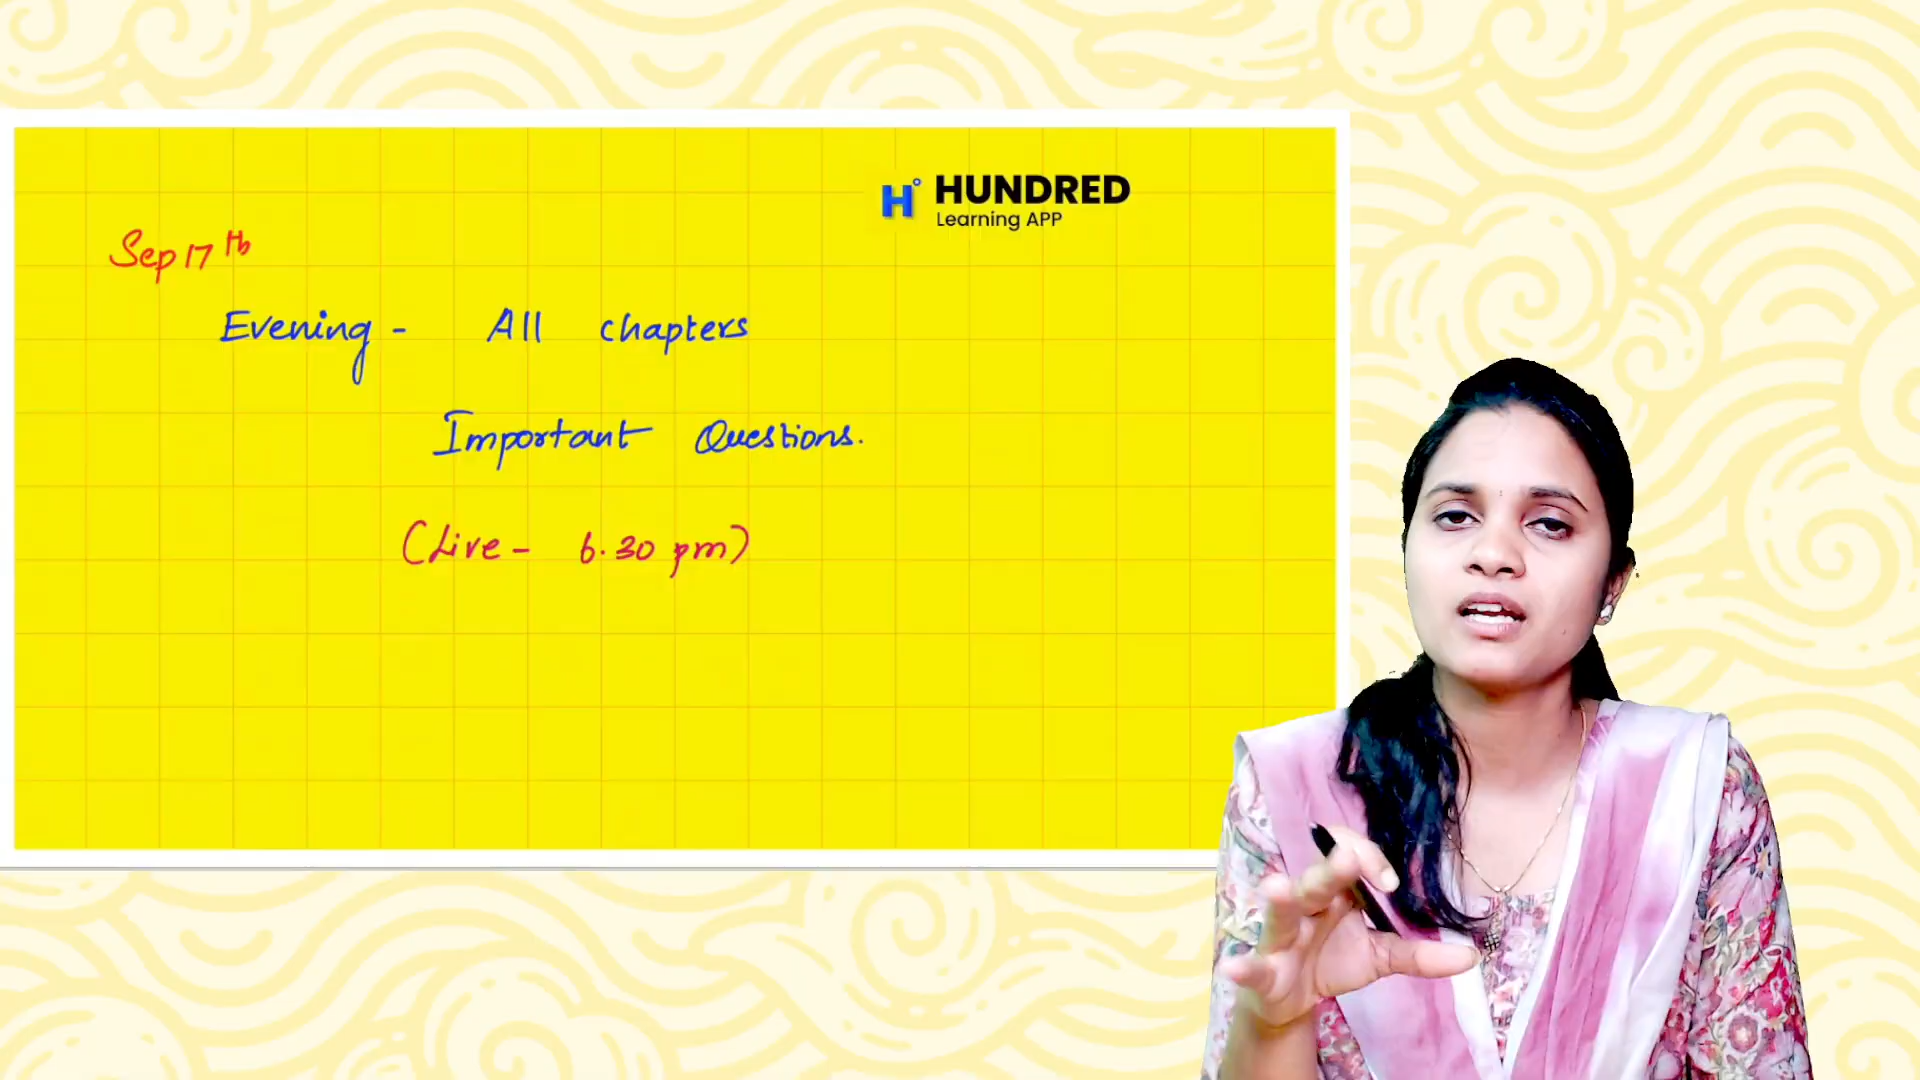 HUNDRED
Learning APP
Sep 17th
Evening - All chapters
Important Questions.
(Live - 6.30 pm)